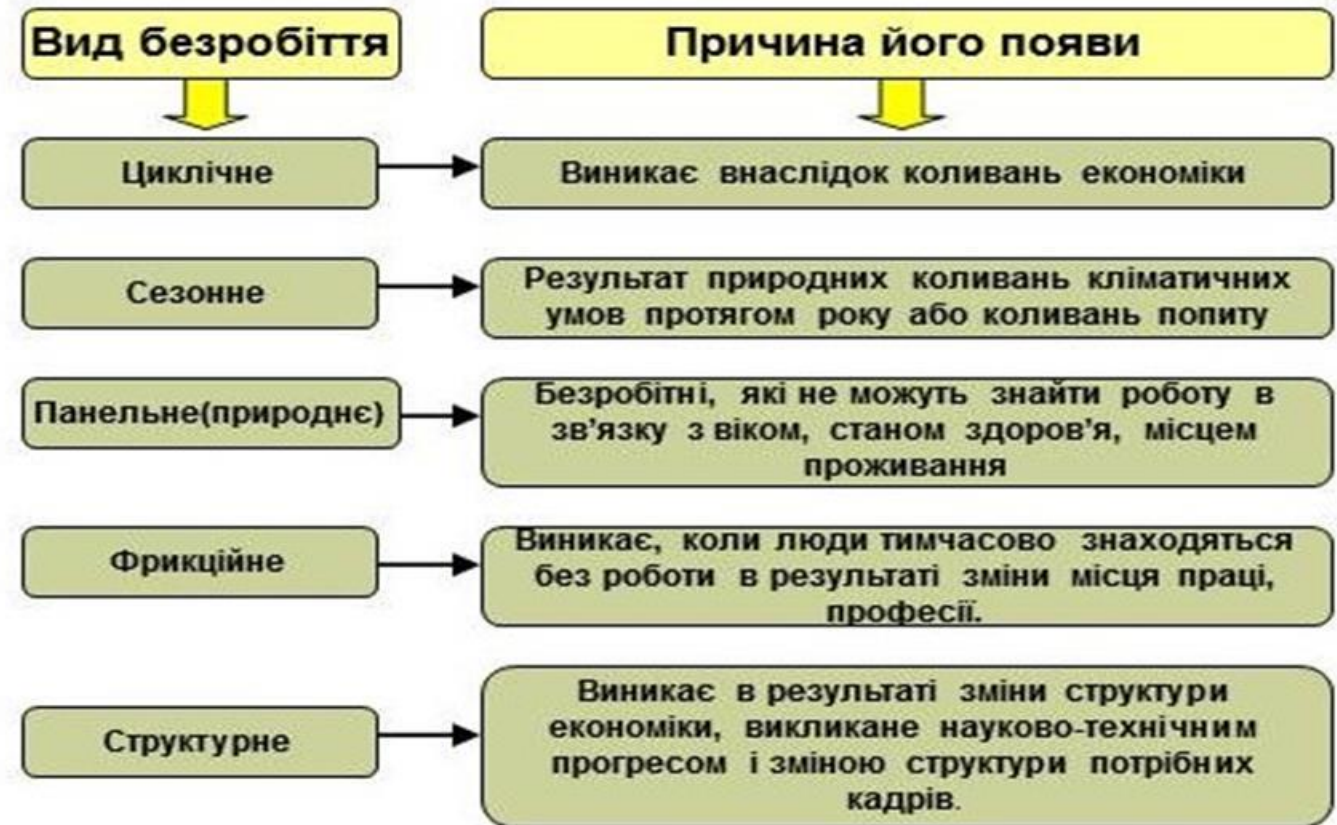 Вид безробіття
Причина його появи
Циклічне
Виникає внаслідок коливань економіки
Сезонне
Результат природних коливань кліматичних
умов протягом року або коливань попиту
Панельне(природнє)
Безробітні, які не можуть знайти роботу в
зв'язку з віком, станом здоров'я, місцем
проживання
Фрикційне
Виникає, коли люди тимчасово знаходяться
без роботи в результаті зміни місця праці,
професії.
Структурне
Виникає в результаті зміни структури
економіки, викликане науково-технічним
прогресом і зміною структури потрібних
кадрів.